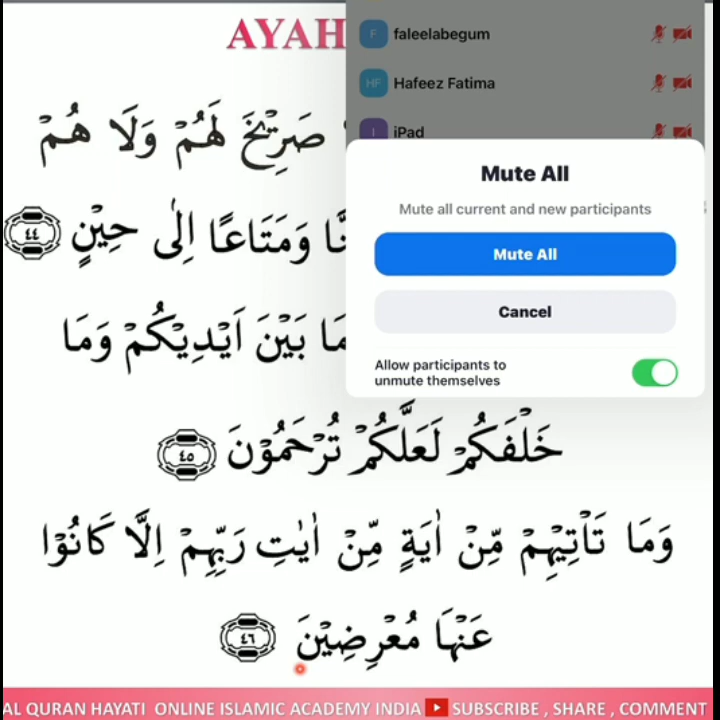 AYAH
faleelabegum
HF Hafeez Fatima
iPad
Mute All
Mute all current and new participants
Mute All
Cancel
Allow participants to
unmute themselves
صَرِيْخَ لَهُمْ وَلَا هُمْ
وَمَتَاعًا اِلٰى حِيْنٍ ٤٤
بَيْنَ اَيْدِيْكُمْ وَمَا
خَلْفَكُمْ لَعَلَّكُمْ تُرْحَمُوْنَ ٤٥
وَمَا تَاْتِيْهِمْ مِّنْ اٰيَةٍ مِّنْ اٰيٰتِ رَبِّهِمْ اِلَّا كَانُوْا
عَنْهَا مُعْرِضِيْنَ ٤٦
AL QURAN HAYATI ONLINE ISLAMIC ACADEMY INDIA SUBSCRIBE , SHARE , COMMENT